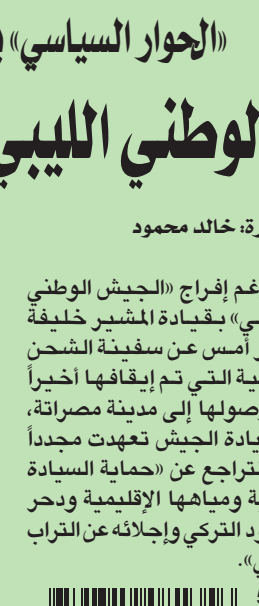 «الحوار السياسي»
لوطني الليبي
رة: خالد محمود
غم إفراج «الجيش الوطني
ي» بقيادة المشير خليفة
ر أمس عن سفينة الشحن
ية التي تم إيقافها أخيراً
وصولها إلى مدينة مصراتة،
يادة الجيش تعهدت مجدداً
تراجع عن «حماية السيادة
ة ومياهها الإقليمية ودحر
ود التركي وإجلائه عن التراب
ي».